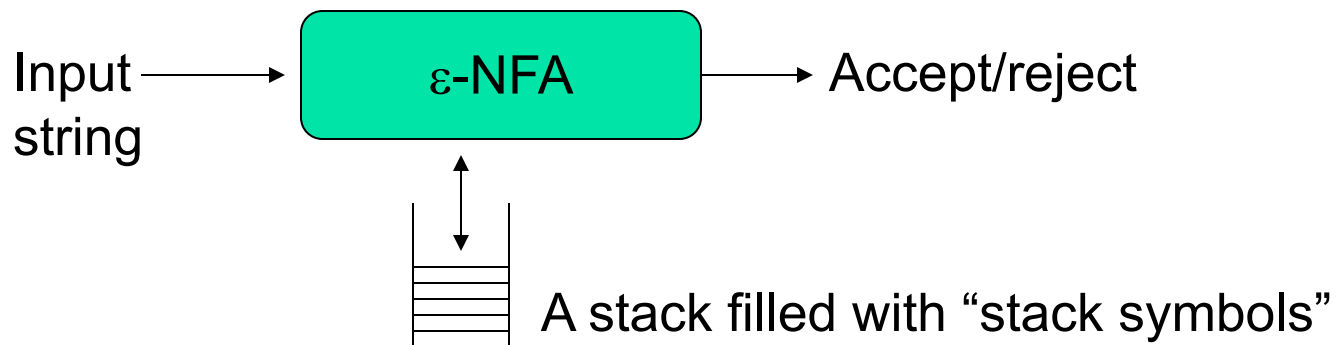 Input
string
ε-NFA
Accept/reject
A stack filled with “stack symbols”